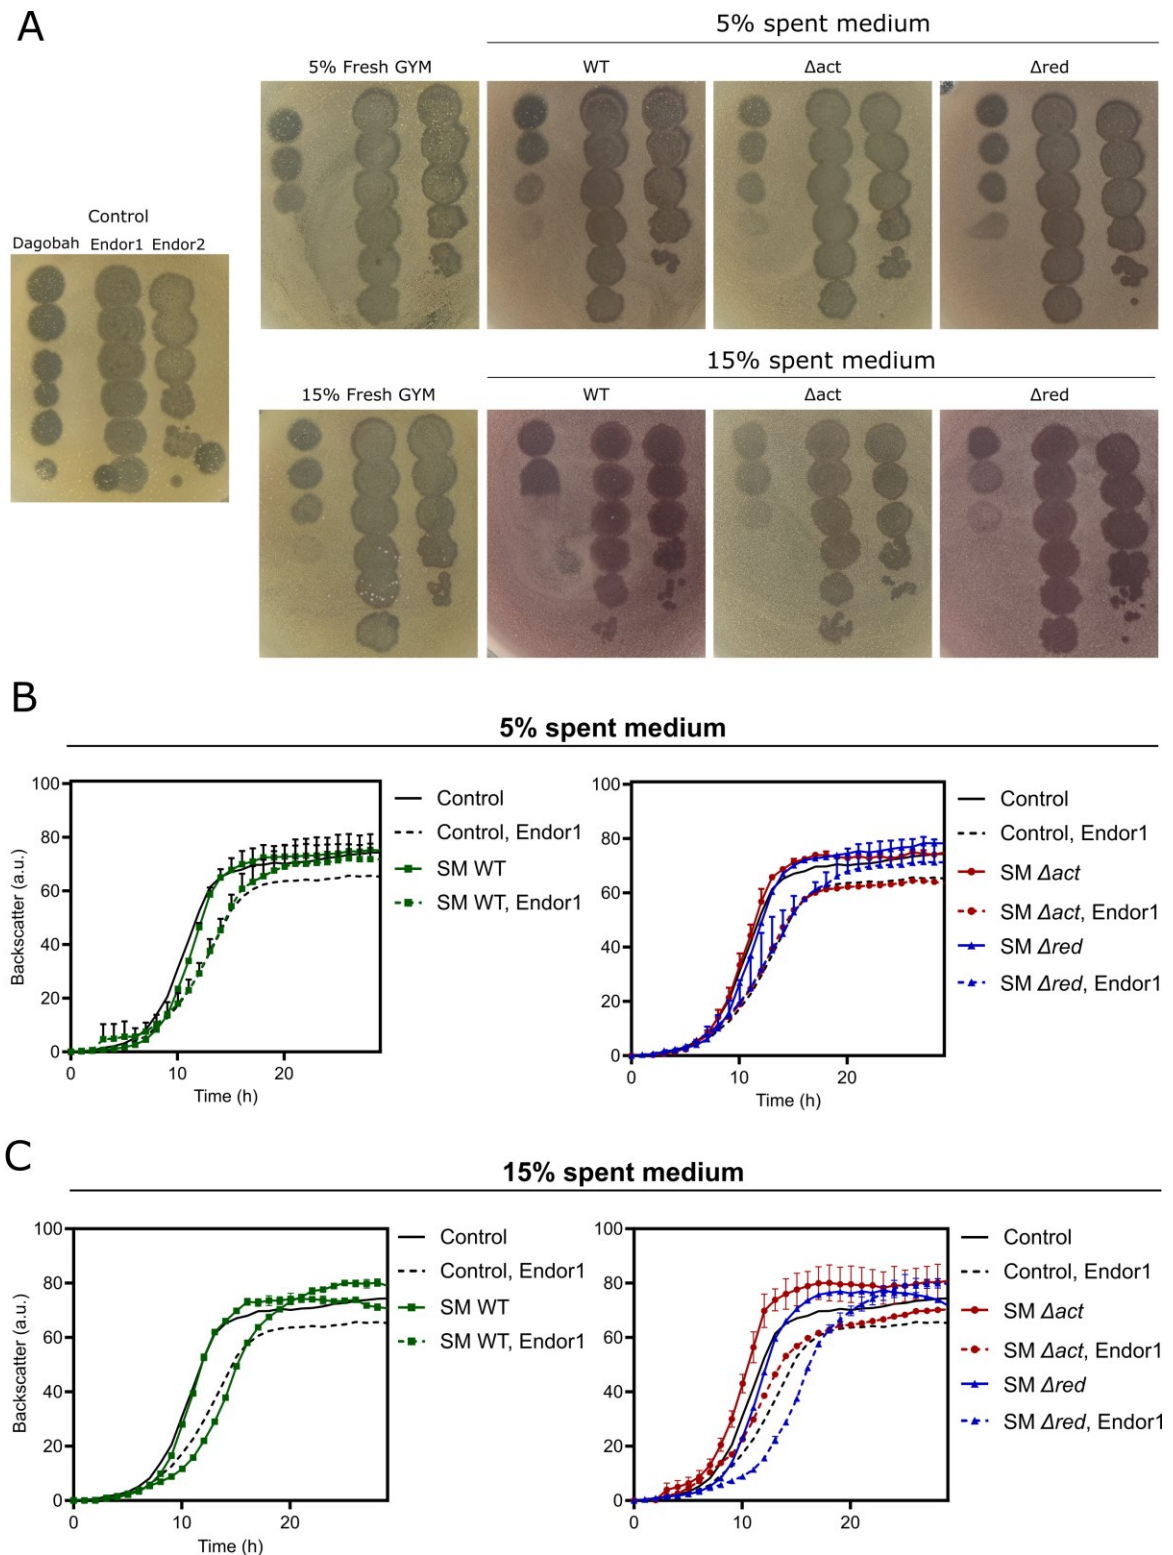 A
5% spent medium
5% Fresh GYM WT Δact Δred
Control
Dagobah Endor1 Endor2
15% spent medium
15% Fresh GYM WT Δact Δred
B
5% spent medium
100
80
60
40
20
0
0 10 20
Backscatter (a.u.)
Time (h)
Control
Control, Endor1
SM WT
SM WT, Endor1
100
80
60
40
20
0
0 10 20
Time (h)
Control
Control, Endor1
SM Δact
SM Δact, Endor1
SM Δred
SM Δred, Endor1
C
15% spent medium
100
80
60
40
20
0
0 10 20
Backscatter (a.u.)
Time (h)
Control
Control, Endor1
SM WT
SM WT, Endor1
100
80
60
40
20
0
0 10 20
Time (h)
Control
Control, Endor1
SM Δact
SM Δact, Endor1
SM Δred
SM Δred, Endor1